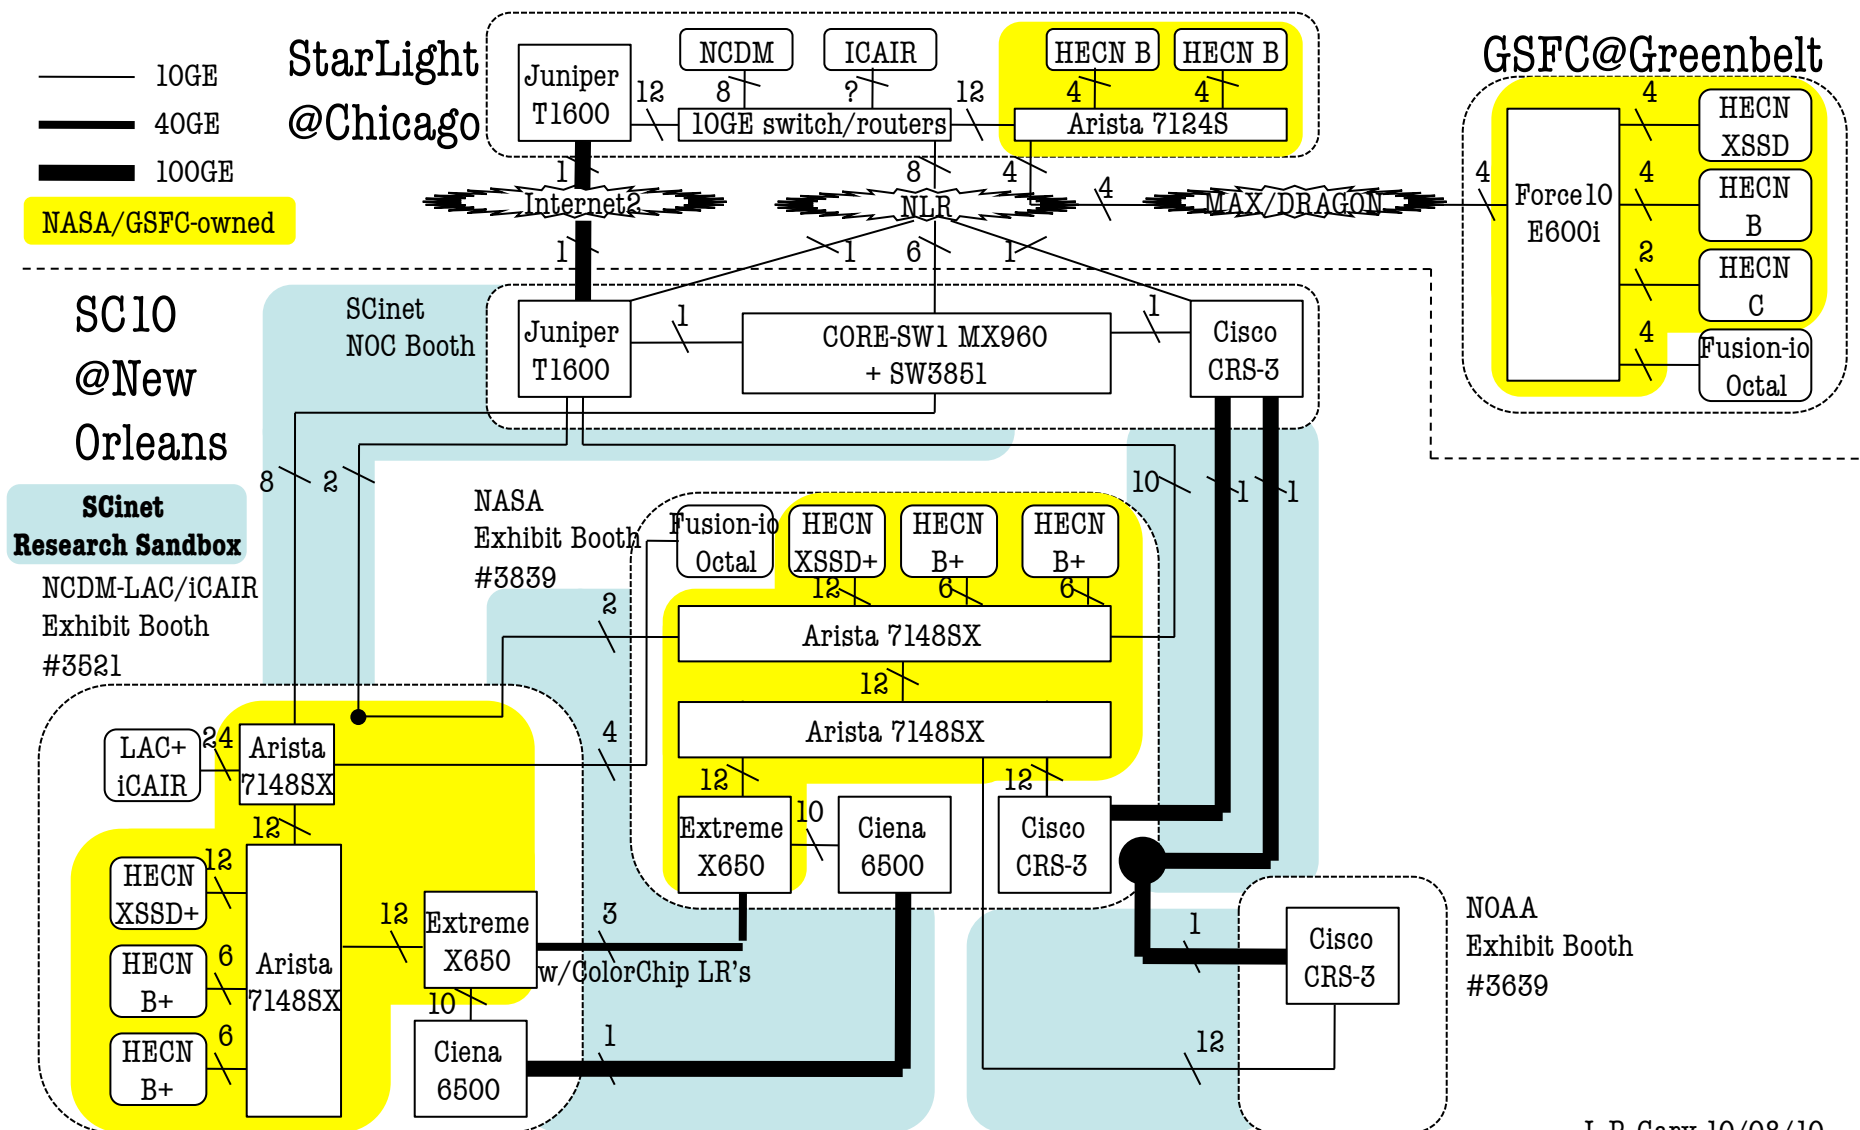 StarLight
@Chicago
10GE
40GE
100GE
NASA/GSFC-owned
Juniper
T1600
NCDM
ICAIR
HECN B
HECN B
8
?
4
4
12
10GE switch/routers
12
Arista 7124S
1
8
4
Internet2
NLR
4
MAX/DRAGON
GSFC@Greenbelt
4
Force10
E600i
4
HECN
XSSD
4
HECN
B
2
HECN
C
4
Fusion-io
Octal
1
1
6
1
SC10
@New
Orleans
SCinet
NOC Booth
Juniper
T1600
1
CORE-SW1 MX960
+ SW3851
1
Cisco
CRS-3
8
2
10
1
1
SCinet
Research Sandbox
NCDM-LAC/iCAIR
Exhibit Booth
#3521
NASA
Exhibit Booth
#3839
Fusion-io
Octal
HECN
XSSD+
HECN
B+
HECN
B+
12
6
6
2
Arista 7148SX
12
4
Arista 7148SX
12
12
Extreme
X650
10
Ciena
6500
Cisco
CRS-3
LAC+
iCAIR
24
Arista
7148SX
12
HECN
XSSD+
12
HECN
B+
6
HECN
B+
6
Arista
7148SX
12
Extreme
X650
3
w/ColorChip LR's
10
Ciena
6500
1
1
12
Cisco
CRS-3
NOAA
Exhibit Booth
#3639